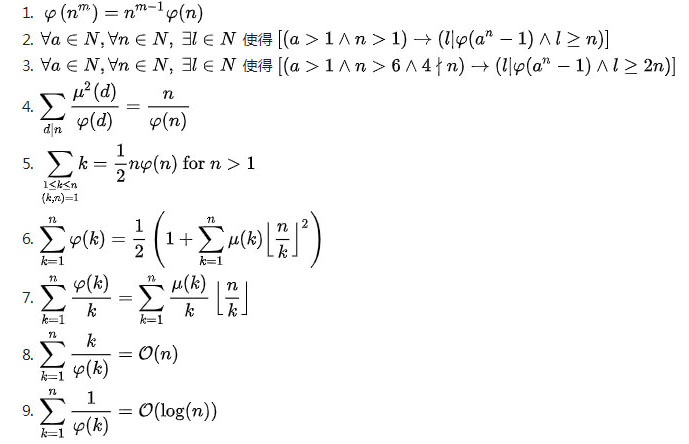 1. φ(n^m) = n^{m−1}φ(n)
2. ∀a ∈ N, ∀n ∈ N, ∃l ∈ N 使得 [(a > 1 ∧ n > 1) → (l|φ(a^n − 1) ∧ l ≥ n)]
3. ∀a ∈ N, ∀n ∈ N, ∃l ∈ N 使得 [(a > 1 ∧ n > 6 ∧ 4 ∤ n) → (l|φ(a^n − 1) ∧ l ≥ 2n)]
4. ∑_{d|n} μ²(d)/φ(d) = n/φ(n)
5. ∑_{1≤k≤n (k,n)=1} k = 1/2 nφ(n) for n > 1
6. ∑_{k=1}^{n} φ(k) = 1/2 (1 + ∑_{k=1}^{n} μ(k)⌊n/k⌋²)
7. ∑_{k=1}^{n} φ(k)/k = ∑_{k=1}^{n} μ(k)/k ⌊n/k⌋
8. ∑_{k=1}^{n} k/φ(k) = O(n)
9. ∑_{k=1}^{n} 1/φ(k) = O(log(n))